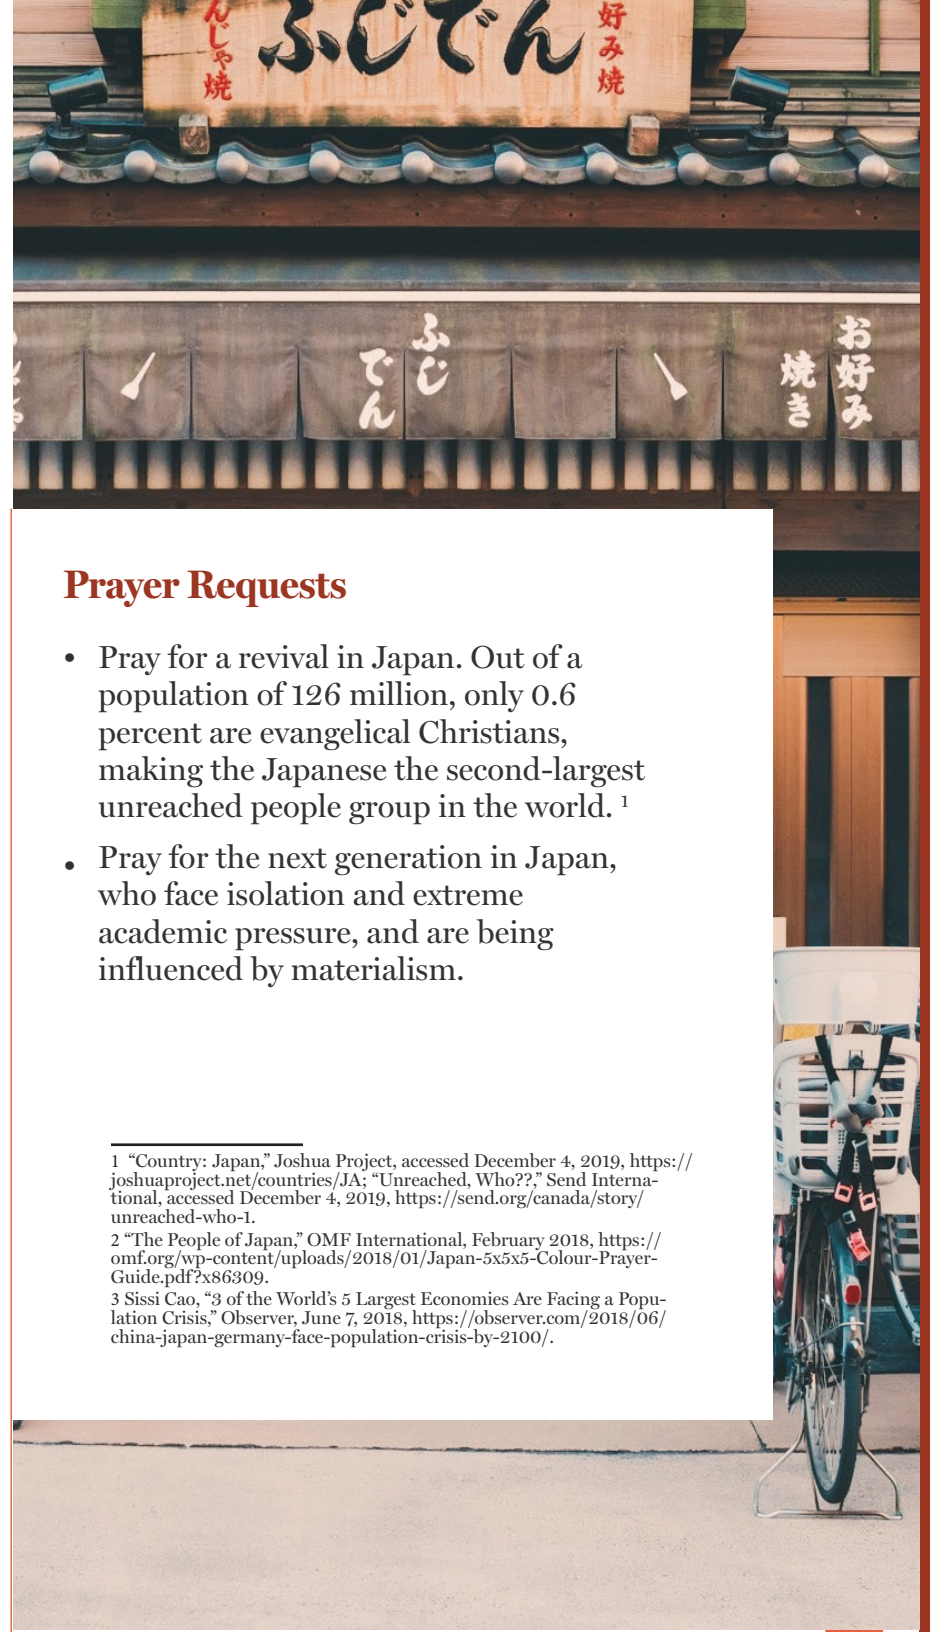 んじゃ焼
ふじでん
好み焼
ふじ
でん
お好み
焼き
Prayer Requests
• Pray for a revival in Japan. Out of a
population of 126 million, only 0.6
percent are evangelical Christians,
making the Japanese the second-largest
unreached people group in the world. 1
• Pray for the next generation in Japan,
who face isolation and extreme
academic pressure, and are being
influenced by materialism.
1 “Country: Japan,” Joshua Project, accessed December 4, 2019, https://
joshuaproject.net/countries/JA; “Unreached, Who??,” Send Interna-
tional, accessed December 4, 2019, https://send.org/canada/story/
unreached-who-1.
2 “The People of Japan,” OMF International, February 2018, https://
omf.org/wp-content/uploads/2018/01/Japan-5x5x5-Colour-Prayer-
Guide.pdf?x86309.
3 Sissi Cao, “3 of the World’s 5 Largest Economies Are Facing a Popu-
lation Crisis,” Observer, June 7, 2018, https://observer.com/2018/06/
china-japan-germany-face-population-crisis-by-2100/.